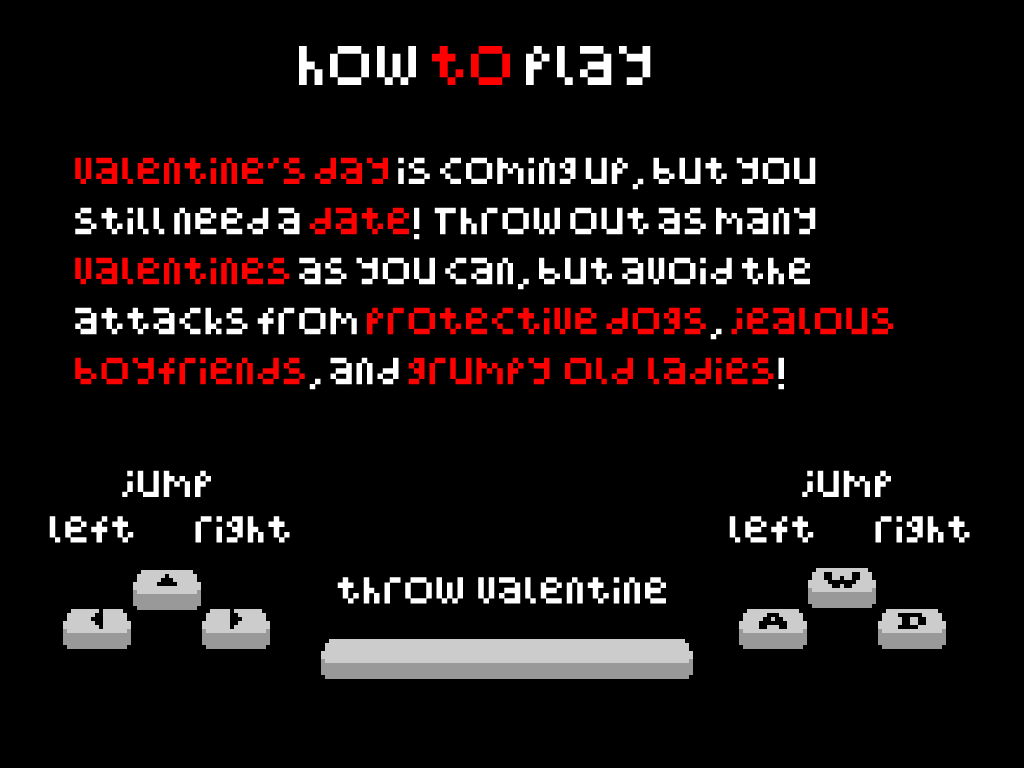 how to play
Valentine's day is coming up, but you
still need a date! Throw out as many
valentines as you can, but avoid the
attacks from protective dogs, jealous
boyfriends, and grumpy old ladies!
jump jump
left right left right
throw valentine
W
A D